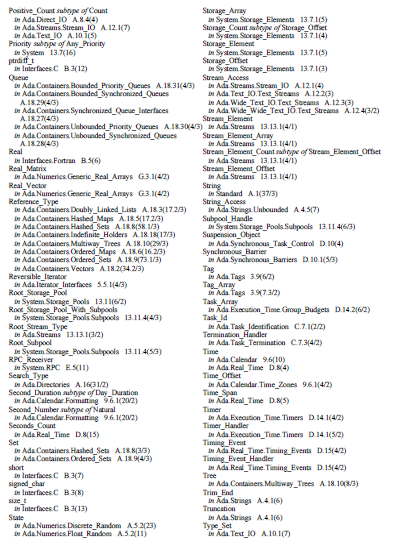 Positive_Count subtype of Count
in Ada.Direct_IO A.8.4(4)
in Ada.Streams.Stream_IO A.12.1(7)
in Ada.Text_IO A.10.1(5)
Priority subtype of Any_Priority
in System 13.7(16)
ptrdiff_t
in Interfaces.C B.3(12)
Queue
in Ada.Containers.Bounded_Priority_Queues A.18.31(4/3)
in Ada.Containers.Bounded_Synchronized_Queues
A.18.29(4/3)
in Ada.Containers.Synchronized_Queue_Interfaces
A.18.27(4/3)
in Ada.Containers.Unbounded_Priority_Queues A.18.30(4/3)
in Ada.Containers.Unbounded_Synchronized_Queues
A.18.28(4/3)
Real
in Interfaces.Fortran B.5(6)
Real_Matrix
in Ada.Numerics.Generic_Real_Arrays G.3.1(4/2)
Real_Vector
in Ada.Numerics.Generic_Real_Arrays G.3.1(4/2)
Reference_Type
in Ada.Containers.Doubly_Linked_Lists A.18.3(17.2/3)
in Ada.Containers.Hashed_Maps A.18.5(17.2/3)
in Ada.Containers.Hashed_Sets A.18.8(58.1/3)
in Ada.Containers.Indefinite_Holders A.18.18(17/3)
in Ada.Containers.Multiway_Trees A.18.10(29/3)
in Ada.Containers.Ordered_Maps A.18.6(16.2/3)
in Ada.Containers.Ordered_Sets A.18.9(73.1/3)
in Ada.Containers.Vectors A.18.2(34.2/3)
Reversible_Iterator
in Ada.Iterator_Interfaces 5.5.1(4/3)
Root_Storage_Pool
in System.Storage_Pools 13.11(6/2)
Root_Storage_Pool_With_Subpools
in System.Storage_Pools.Subpools 13.11.4(4/3)
Root_Stream_Type
in Ada.Streams 13.13.1(3/2)
Root_Subpool
in System.Storage_Pools.Subpools 13.11.4(5/3)
RPC_Receiver
in System.RPC E.5(11)
Search_Type
in Ada.Directories A.16(31/2)
Second_Duration subtype of Day_Duration
in Ada.Calendar.Formatting 9.6.1(20/2)
Second_Number subtype of Natural
in Ada.Calendar.Formatting 9.6.1(20/2)
Seconds_Count
in Ada.Real_Time D.8(15)
Set
in Ada.Containers.Hashed_Sets A.18.8(3/3)
in Ada.Containers.Ordered_Sets A.18.9(4/3)
short
in Interfaces.C B.3(7)
signed_char
in Interfaces.C B.3(8)
size_t
in Interfaces.C B.3(13)
State
in Ada.Numerics.Discrete_Random A.5.2(23)
in Ada.Numerics.Float_Random A.5.2(11)
Storage_Array
in System.Storage_Elements 13.7.1(5)
Storage_Count subtype of Storage_Offset
in System.Storage_Elements 13.7.1(4)
Storage_Element
in System.Storage_Elements 13.7.1(5)
Storage_Offset
in System.Storage_Elements 13.7.1(3)
Stream_Access
in Ada.Streams.Stream_IO A.12.1(4)
in Ada.Text_IO.Text_Streams A.12.2(3)
in Ada.Wide_Text_IO.Text_Streams A.12.3(3)
in Ada.Wide_Wide_Text_IO.Text_Streams A.12.4(3/2)
Stream_Element
in Ada.Streams 13.13.1(4/1)
Stream_Element_Array
in Ada.Streams 13.13.1(4/1)
Stream_Element_Count subtype of Stream_Element_Offset
in Ada.Streams 13.13.1(4/1)
Stream_Element_Offset
in Ada.Streams 13.13.1(4/1)
String
in Standard A.1(37/3)
String_Access
in Ada.Strings.Unbounded A.4.5(7)
Subpool_Handle
in System.Storage_Pools.Subpools 13.11.4(6/3)
Suspension_Object
in Ada.Synchronous_Task_Control D.10(4)
Synchronous_Barrier
in Ada.Synchronous_Barriers D.10.1(5/3)
Tag
in Ada.Tags 3.9(6/2)
Tag_Array
in Ada.Tags 3.9(7.3/2)
Task_Array
in Ada.Execution_Time.Group_Budgets D.14.2(6/2)
Task_Id
in Ada.Task_Identification C.7.1(2/2)
Termination_Handler
in Ada.Task_Termination C.7.3(4/2)
Time
in Ada.Calendar 9.6(10)
in Ada.Real_Time D.8(4)
Time_Offset
in Ada.Calendar.Time_Zones 9.6.1(4/2)
Time_Span
in Ada.Real_Time D.8(5)
Timer
in Ada.Execution_Time.Timers D.14.1(4/2)
Timer_Handler
in Ada.Execution_Time.Timers D.14.1(5/2)
Timing_Event
in Ada.Real_Time.Timing_Events D.15(4/2)
Timing_Event_Handler
in Ada.Real_Time.Timing_Events D.15(4/2)
Tree
in Ada.Containers.Multiway_Trees A.18.10(8/3)
Trim_End
in Ada.Strings A.4.1(6)
Truncation
in Ada.Strings A.4.1(6)
Type_Set
in Ada.Text_IO A.10.1(7)